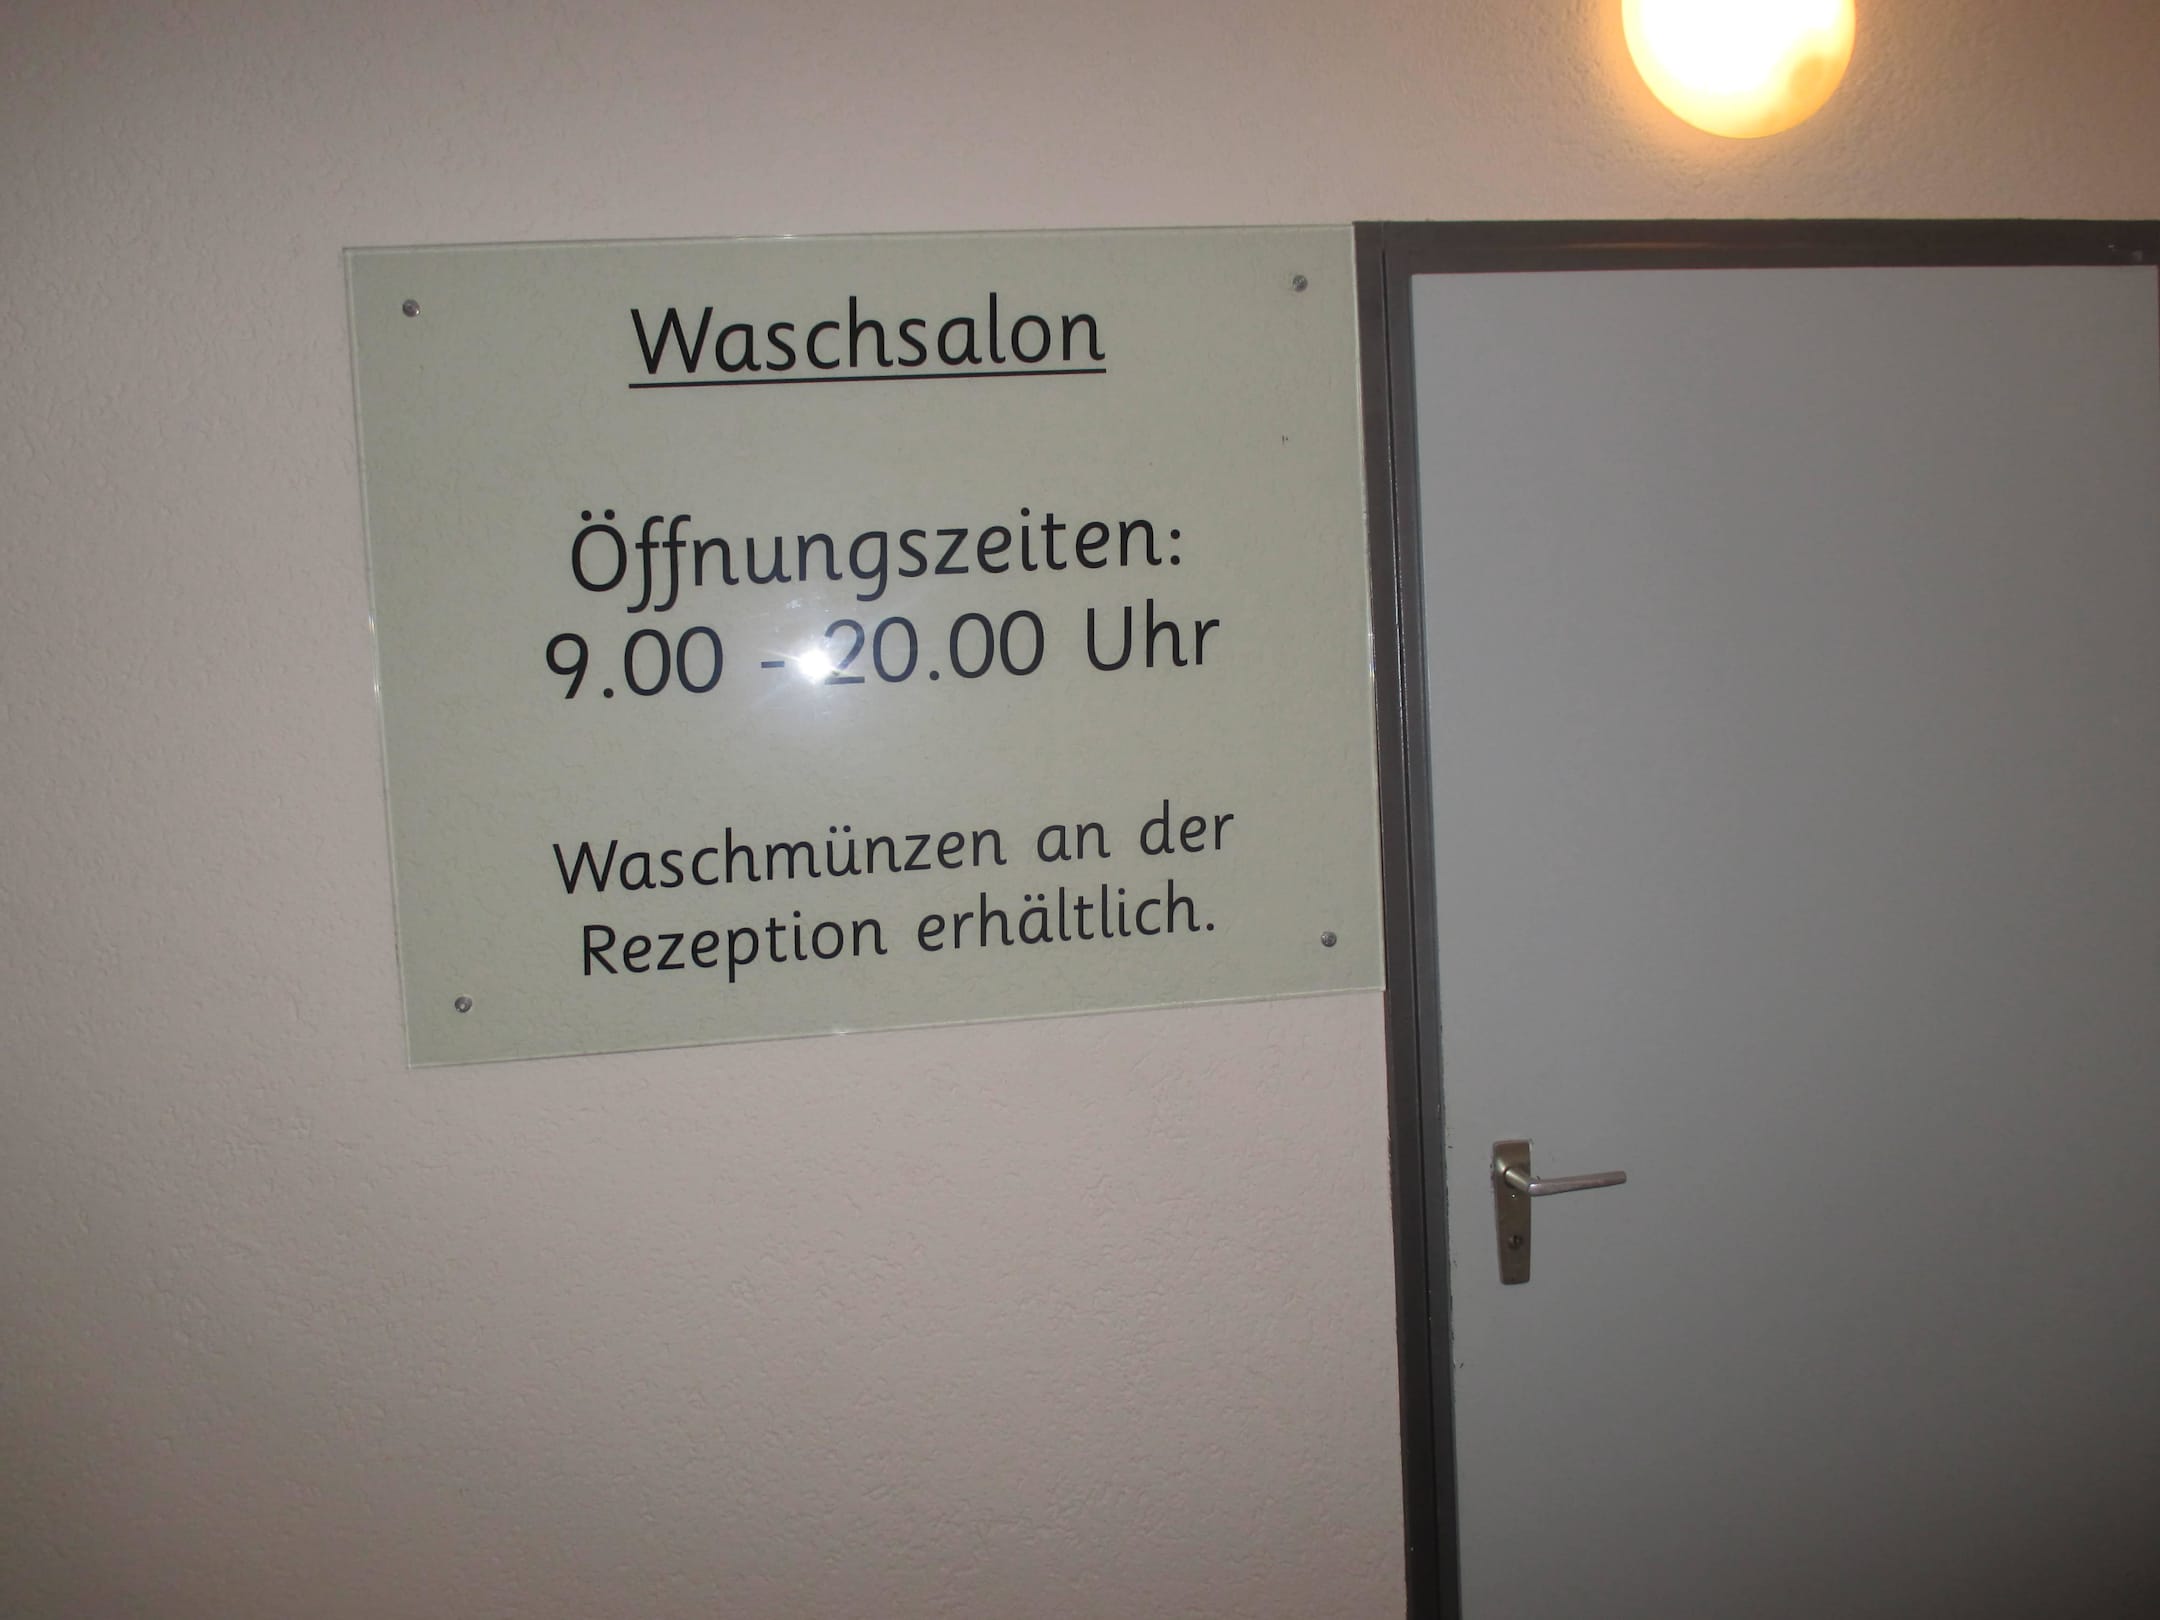 Waschsalon
Öffnungszeiten:
9.00 - 20.00 Uhr
Waschmünzen an der
Rezeption erhältlich.